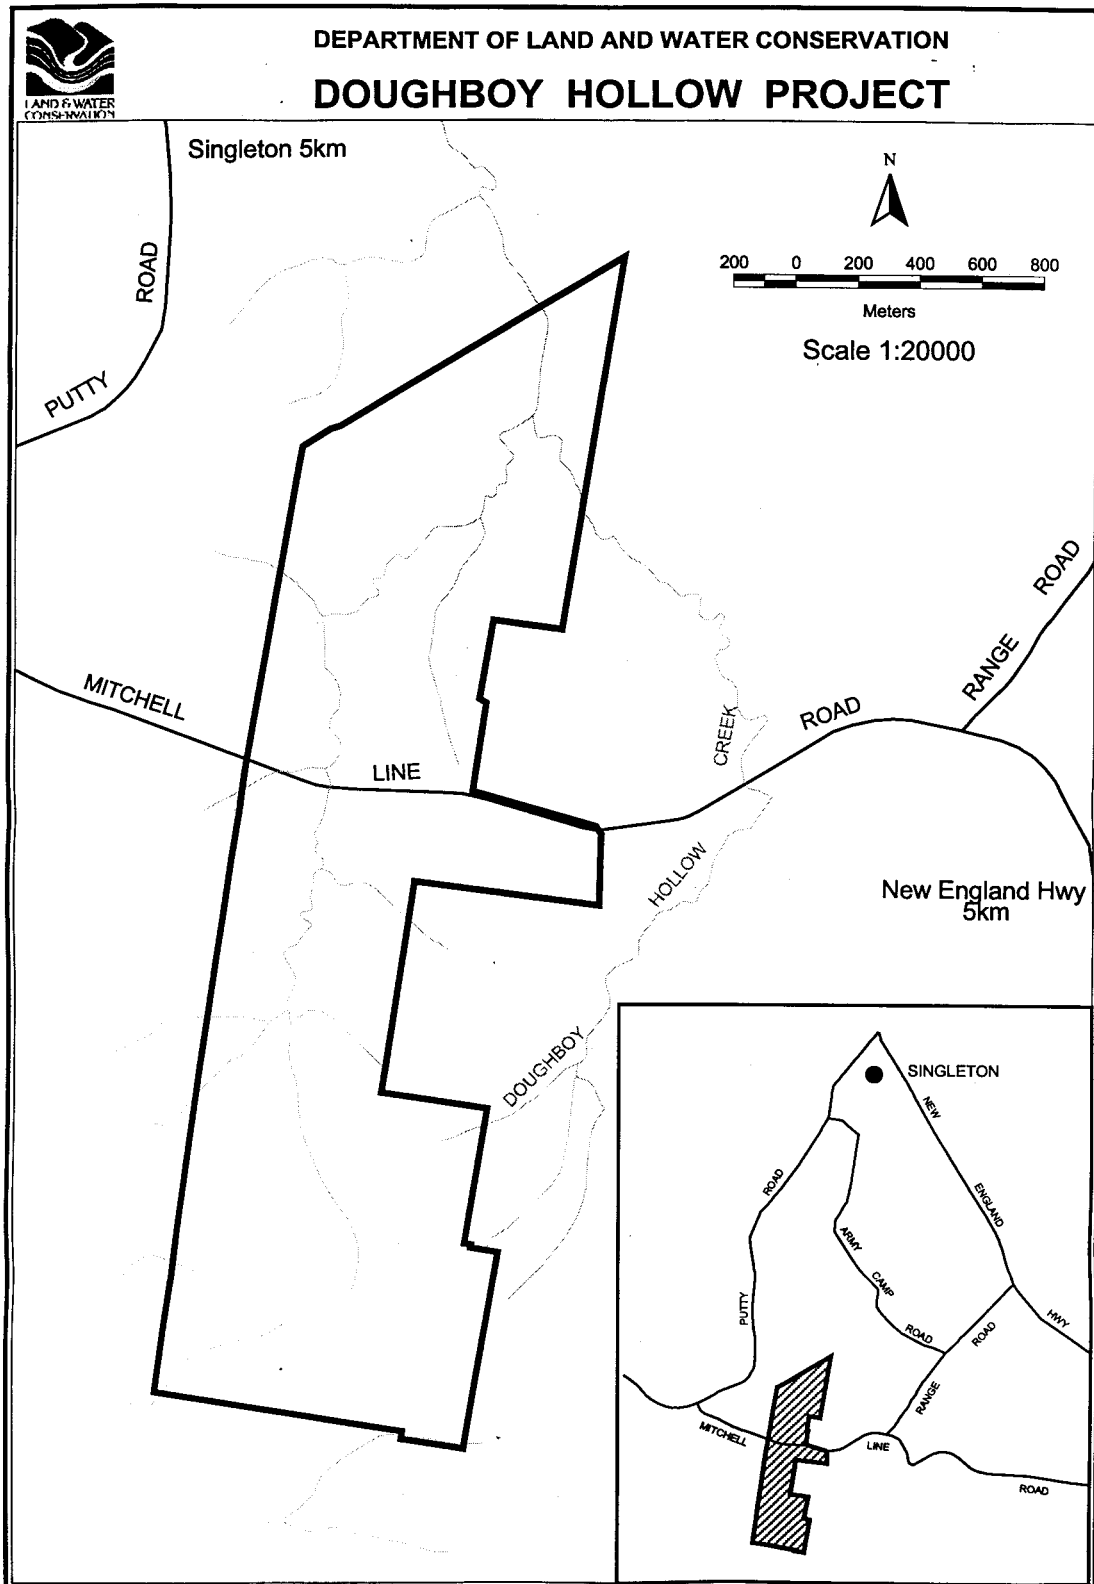 DEPARTMENT OF LAND AND WATER CONSERVATION
DOUGHBOY HOLLOW PROJECT
LAND & WATER
CONSERVATION
Singleton 5km
N
200 0 200 400 600 800
Meters
Scale 1:20000
PUTTY ROAD
RANGE ROAD
MITCHELL LINE ROAD
DOUGHBOY HOLLOW CREEK
New England Hwy
5km
SINGLETON
NEW ENGLAND HWY
PUTTY ROAD
ARMY CAMP ROAD
RANGE ROAD
MITCHELL LINE ROAD